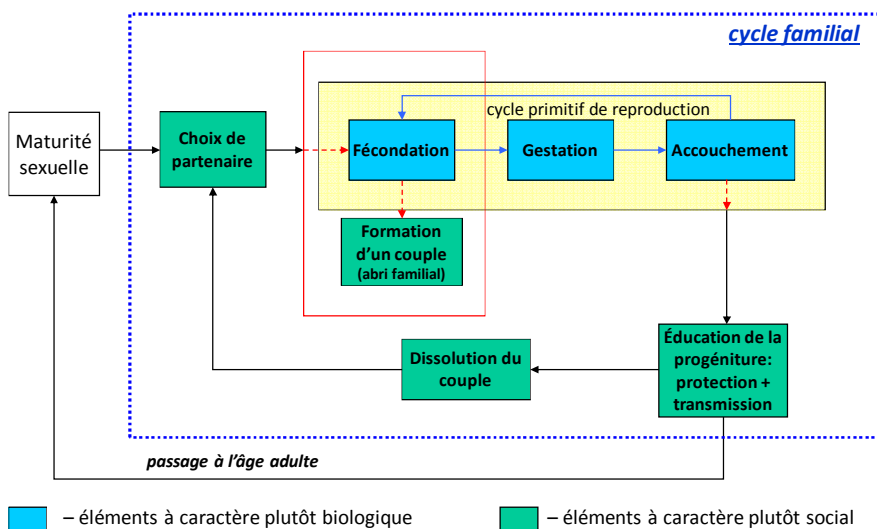 cycle familial
cycle primitif de reproduction
Maturité
sexuelle
Choix de
partenaire
Fécondation
Gestation
Accouchement
Formation
d'un couple
(abri familial)
Dissolution du
couple
Éducation de la
progéniture:
protection +
transmission
passage à l'âge adulte
– éléments à caractère plutôt biologique
– éléments à caractère plutôt social